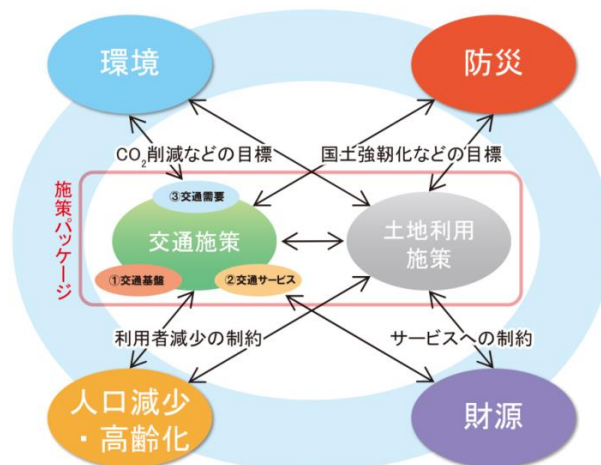 環境
防災
CO₂削減などの目標
国土強靭化などの目標
施策パッケージ
③交通需要
交通施策
土地利用
施策
①交通基盤
②交通サービス
利用者減少の制約
サービスへの制約
人口減少
・高齢化
財源